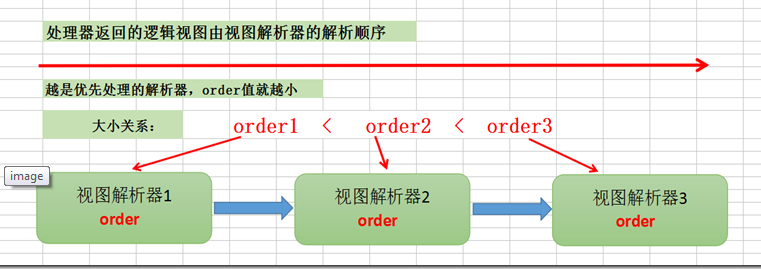 处理器返回的逻辑视图由视图解析器的解析顺序
越是优先处理的解析器，order值就越小
大小关系： order1 < order2 < order3
image
视图解析器1 视图解析器2 视图解析器3
order order order